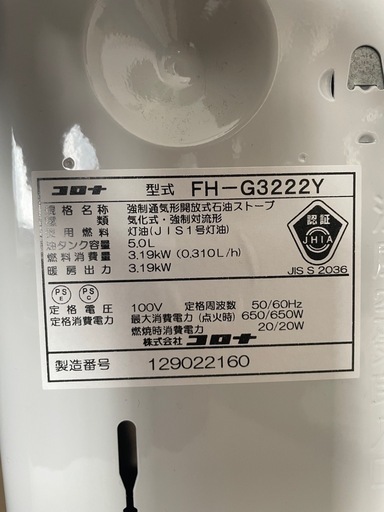 コロナ 型式 FH-G3222Y
規格名称 強制通気形開放式石油ストーブ
種類 気化式・強制対流形
使用燃料 灯油(JIS1号灯油)
油タンク容量 5.0L
燃料消費量 3.19kW (0.310L/h)
暖房出力 3.19kW
認証
JHIA
JIS S 2036
PS E PS C
定格電圧 100V 定格周波数 50/60Hz
定格消費電力 最大消費電力 (点火時) 650/650W
燃焼時消費電力 20/20W
株式会社 コロナ
製造番号 129022160